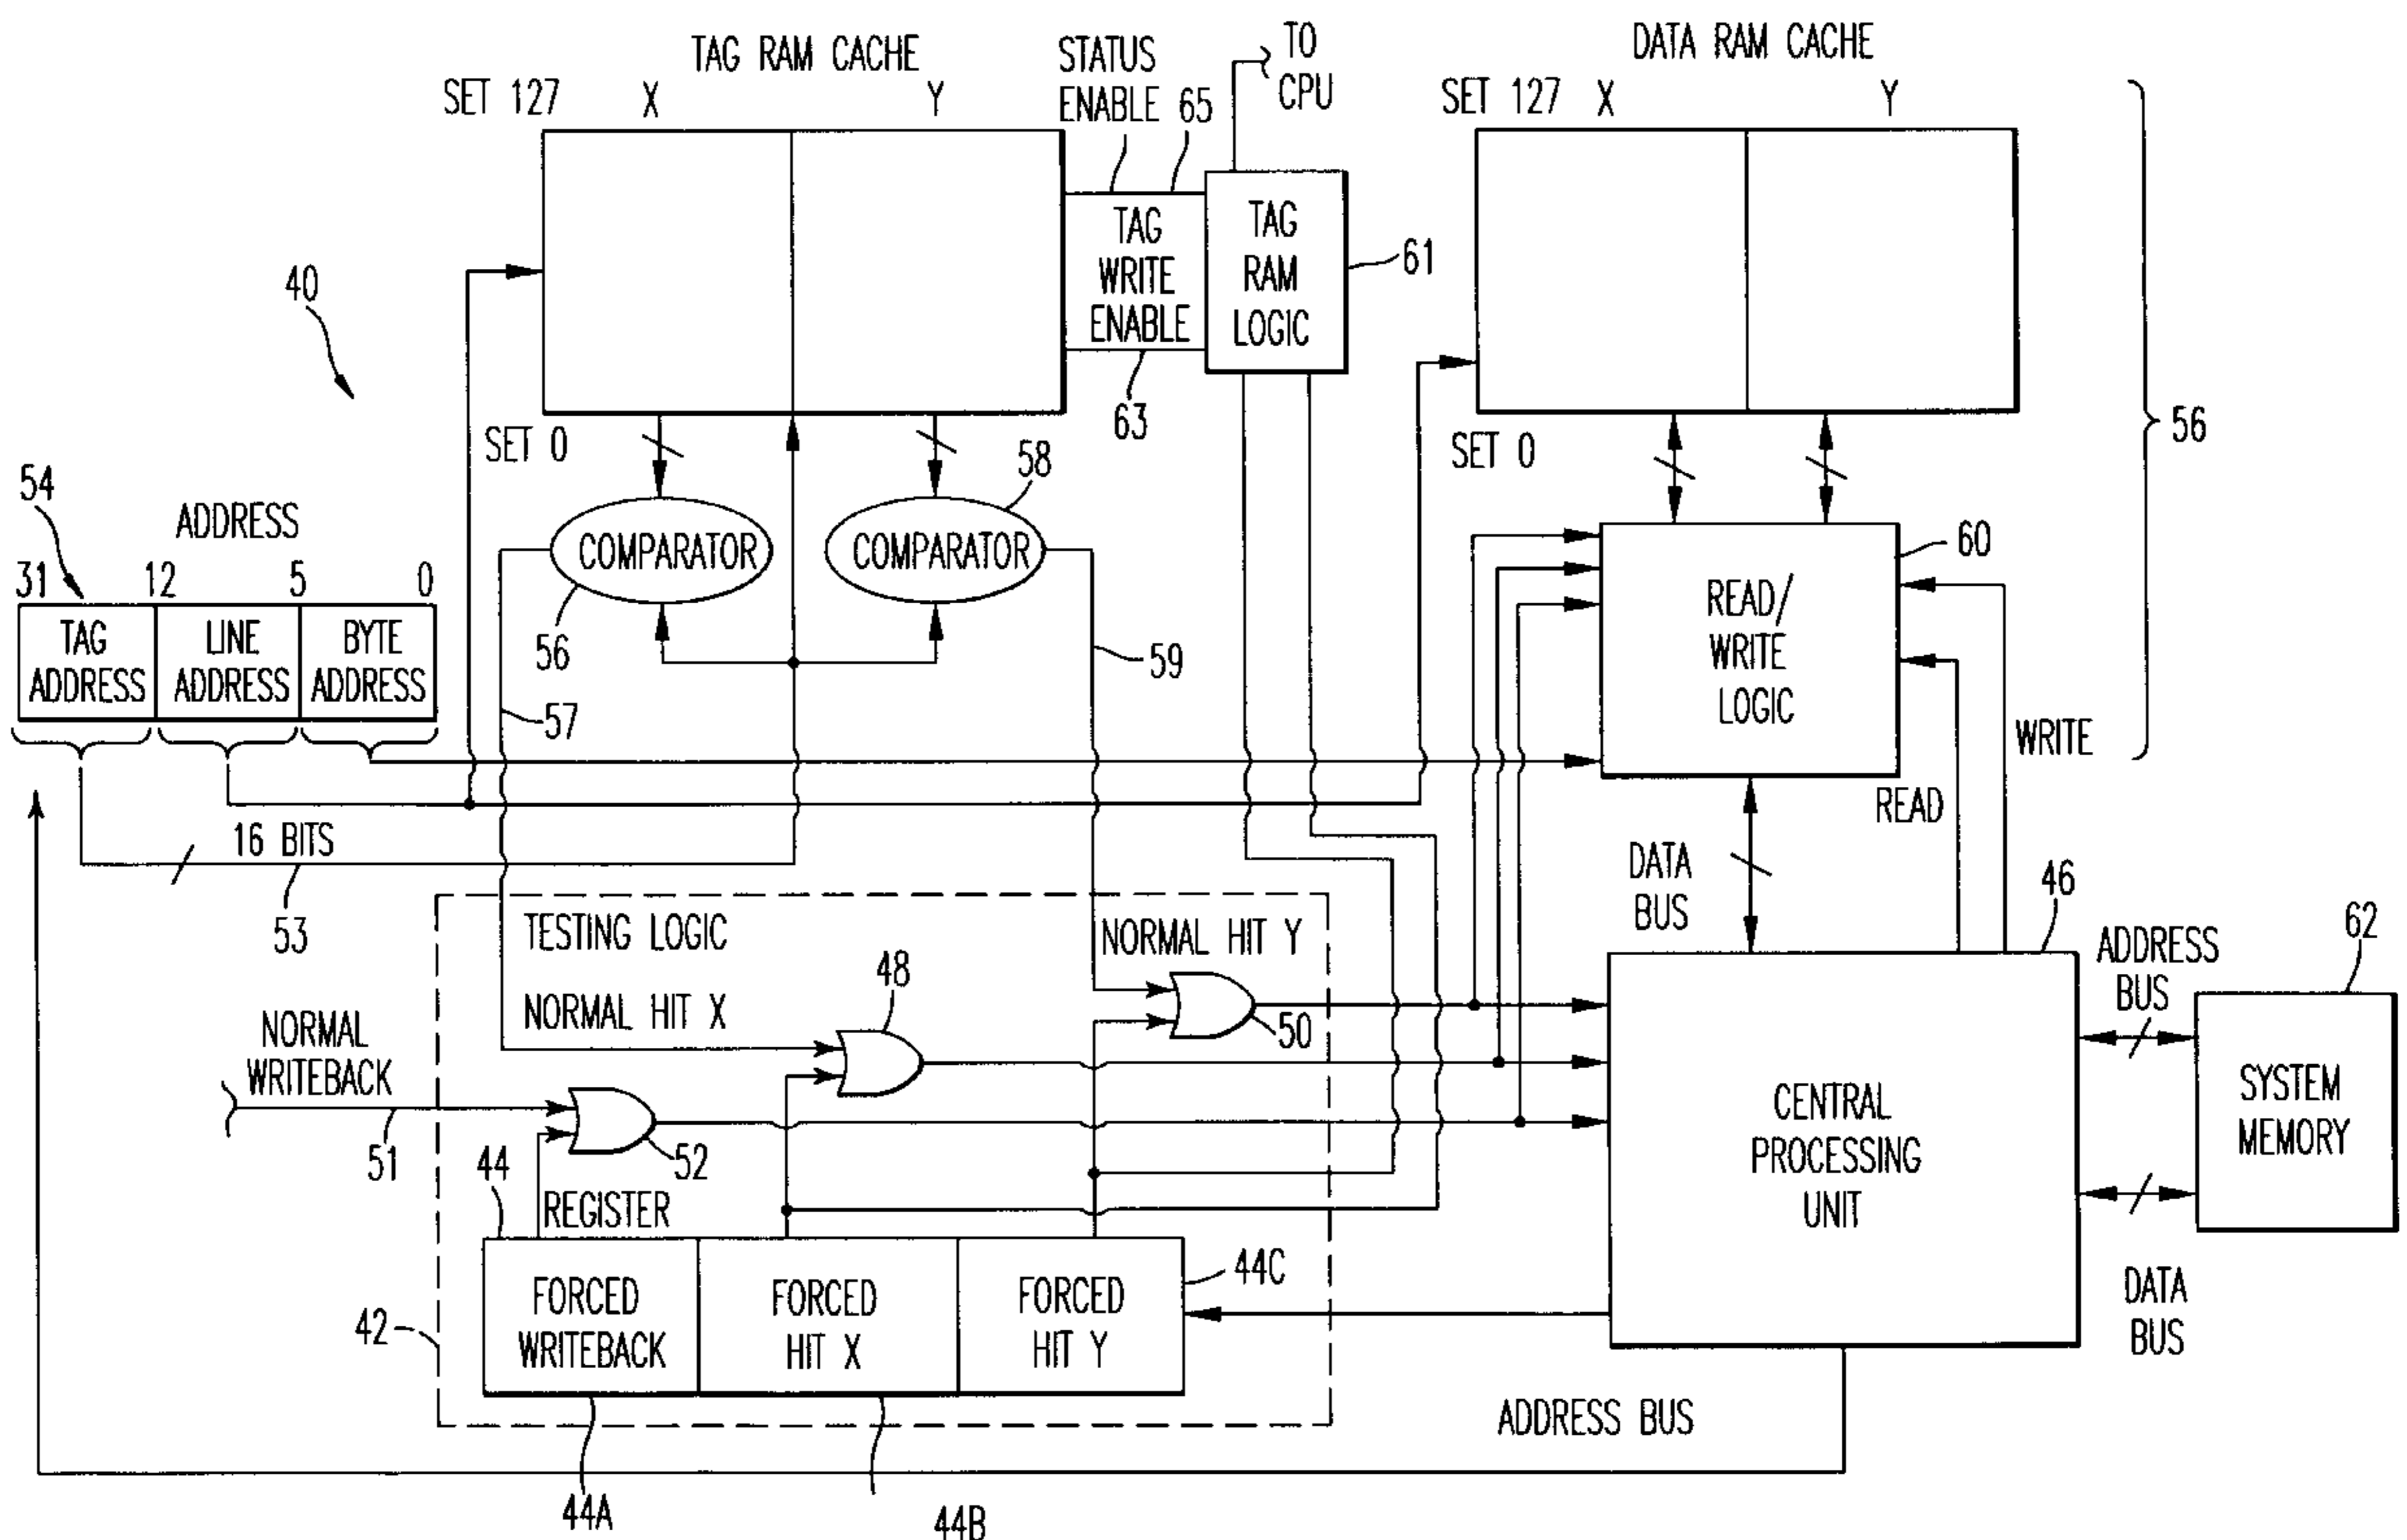 TAG RAM CACHE
SET 127
X
Y
STATUS
ENABLE
65
TO
CPU
DATA RAM CACHE
SET 127
X
Y
TAG
WRITE
ENABLE
63
TAG
RAM
LOGIC
61
40
56
SET 0
SET 0
54
ADDRESS
31
12
5
0
TAG
ADDRESS
LINE
ADDRESS
BYTE
ADDRESS
COMPARATOR
56
COMPARATOR
58
57
59
READ/
WRITE
LOGIC
60
WRITE
READ
16 BITS
53
DATA
BUS
46
TESTING LOGIC
NORMAL HIT Y
NORMAL HIT X
48
50
NORMAL
WRITEBACK
51
52
44
REGISTER
FORCED
WRITEBACK
FORCED
HIT X
FORCED
HIT Y
44C
42
44A
44B
CENTRAL
PROCESSING
UNIT
ADDRESS
BUS
62
SYSTEM
MEMORY
DATA
BUS
ADDRESS BUS